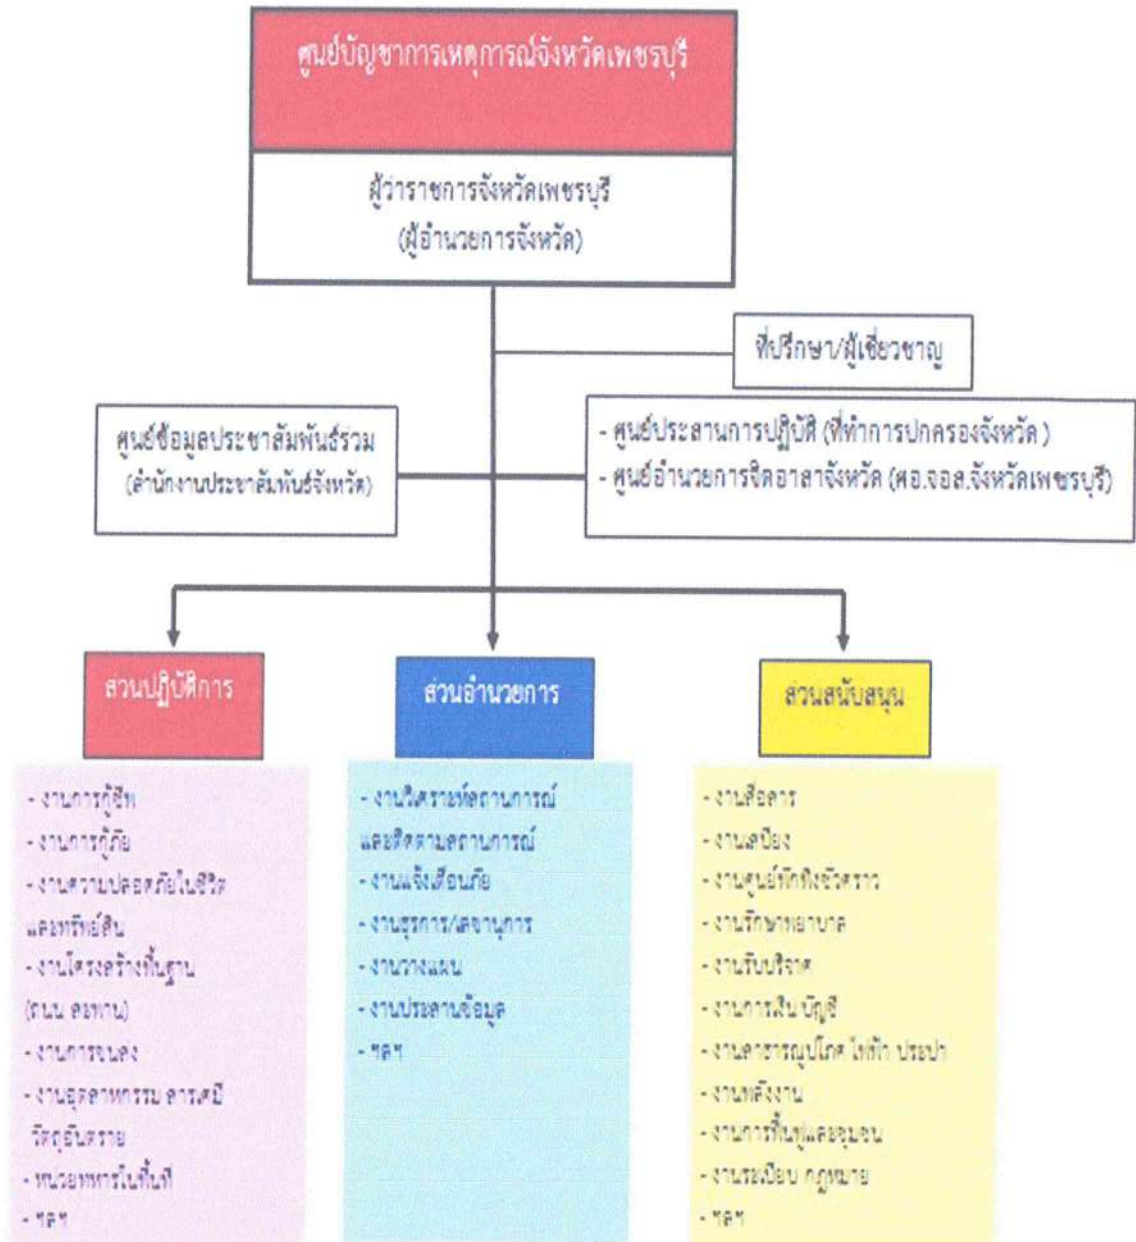 ศูนย์บัญชาการเหตุการณ์จังหวัดเพชรบุรี
ผู้ว่าราชการจังหวัดเพชรบุรี
(ผู้อำนวยการจังหวัด)
ที่ปรึกษา/ผู้เชี่ยวชาญ
ศูนย์ข้อมูลประชาสัมพันธ์ร่วม
(สำนักงานประชาสัมพันธ์จังหวัด)
- ศูนย์ประสานการปฏิบัติ (ที่ทำการปกครองจังหวัด )
- ศูนย์อำนวยการจิตอาสาจังหวัด (ศอ.จอส.จังหวัดเพชรบุรี)
ส่วนปฏิบัติการ
- งานการกู้ชีพ
- งานการกู้ภัย
- งานความปลอดภัยในชีวิต
และทรัพย์สิน
- งานโครงสร้างพื้นฐาน
(ถนน สะพาน)
- งานการขนส่ง
- งานอุตสาหกรรม สารเคมี
วัตถุอันตราย
- หน่วยทหารในพื้นที่
- ฯลฯ
ส่วนอำนวยการ
- งานวิเคราะห์สถานการณ์
และติดตามสถานการณ์
- งานแจ้งเตือนภัย
- งานธุรการ/เลขานุการ
- งานวางแผน
- งานประสานข้อมูล
- ฯลฯ
ส่วนสนับสนุน
- งานสื่อสาร
- งานเสบียง
- งานศูนย์พักพิงชั่วคราว
- งานรักษาพยาบาล
- งานรับบริจาค
- งานการเงิน บัญชี
- งานสาธารณูปโภค ไฟฟ้า ประปา
- งานพลังงาน
- งานการฟื้นฟูและชุมชน
- งานระเบียบ กฎหมาย
- ฯลฯ